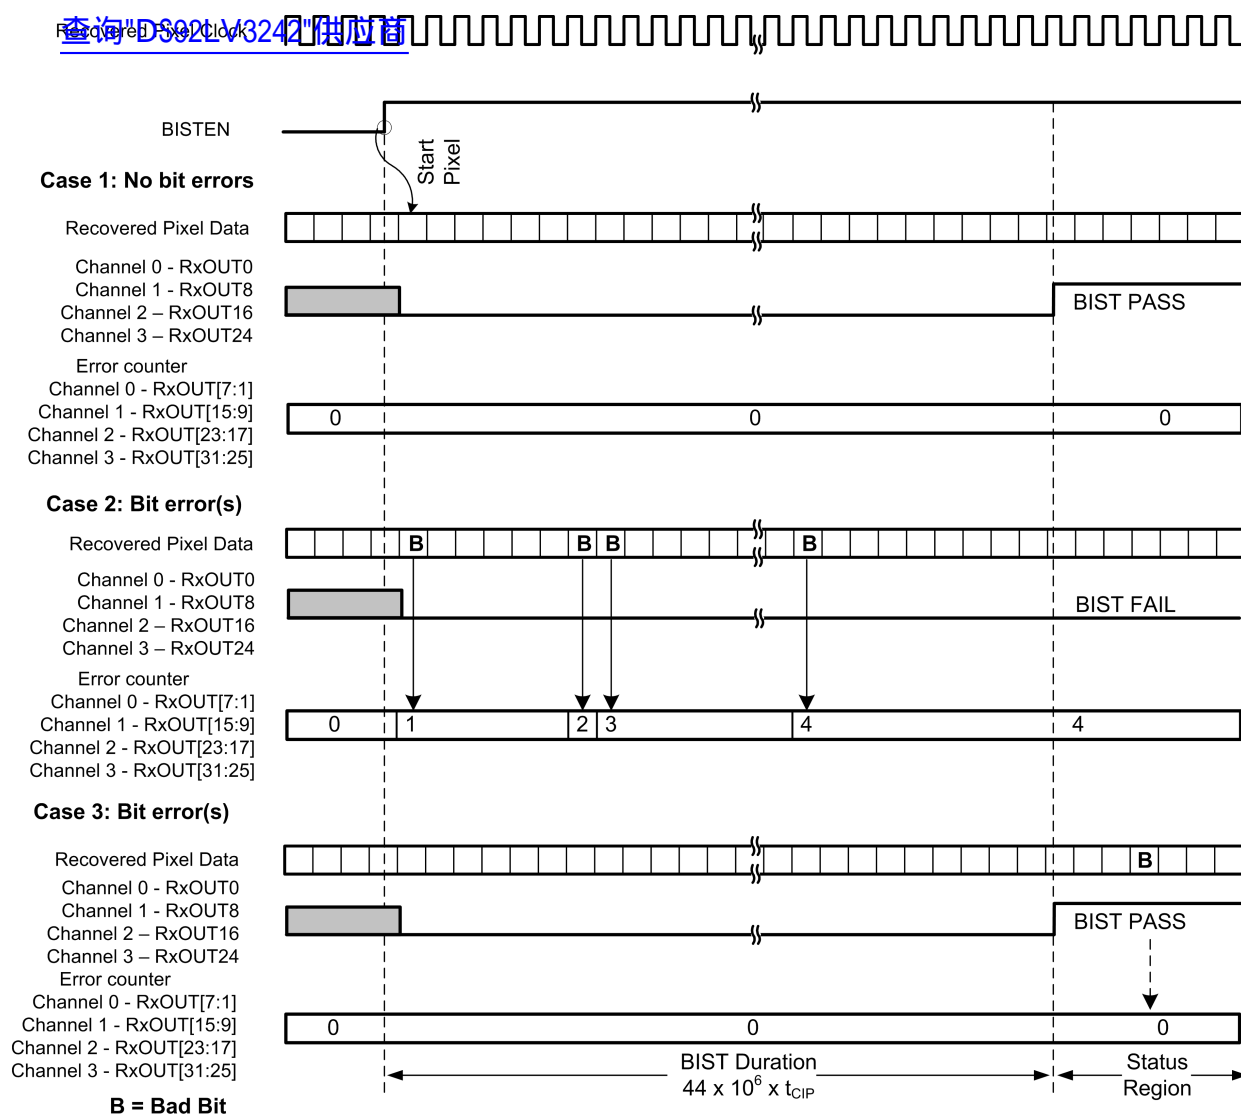 Recovered Pixel Clock
查询"DS92LV3242"供应商
BISTEN
Start
Pixel
Case 1: No bit errors
Recovered Pixel Data
Channel 0 - RxOUT0
Channel 1 - RxOUT8
Channel 2 – RxOUT16
Channel 3 – RxOUT24
BIST PASS
Error counter
Channel 0 - RxOUT[7:1]
Channel 1 - RxOUT[15:9]
Channel 2 - RxOUT[23:17]
Channel 3 - RxOUT[31:25]
0 0 0
Case 2: Bit error(s)
Recovered Pixel Data
B B B B
Channel 0 - RxOUT0
Channel 1 - RxOUT8
Channel 2 – RxOUT16
Channel 3 – RxOUT24
BIST FAIL
Error counter
Channel 0 - RxOUT[7:1]
Channel 1 - RxOUT[15:9]
Channel 2 - RxOUT[23:17]
Channel 3 - RxOUT[31:25]
0 1 2 3 4 4
Case 3: Bit error(s)
Recovered Pixel Data
B
Channel 0 - RxOUT0
Channel 1 - RxOUT8
Channel 2 – RxOUT16
Channel 3 – RxOUT24
BIST PASS
Error counter
Channel 0 - RxOUT[7:1]
Channel 1 - RxOUT[15:9]
Channel 2 - RxOUT[23:17]
Channel 3 - RxOUT[31:25]
0 0 0
BIST Duration
44 x 10⁶ x tCIP
Status
Region
B = Bad Bit